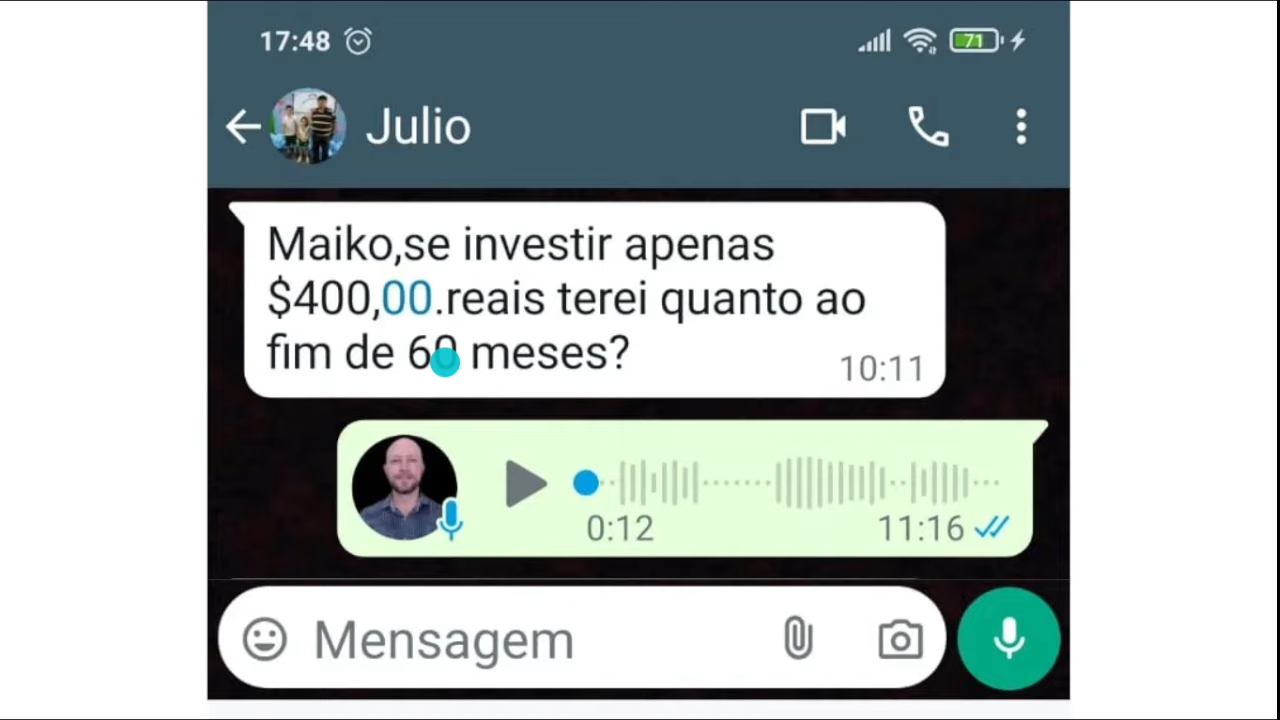 17:48
71
Julio
Maiko,se investir apenas
$400,00.reais terei quanto ao
fim de 60 meses?
10:11
0:12
11:16
Mensagem